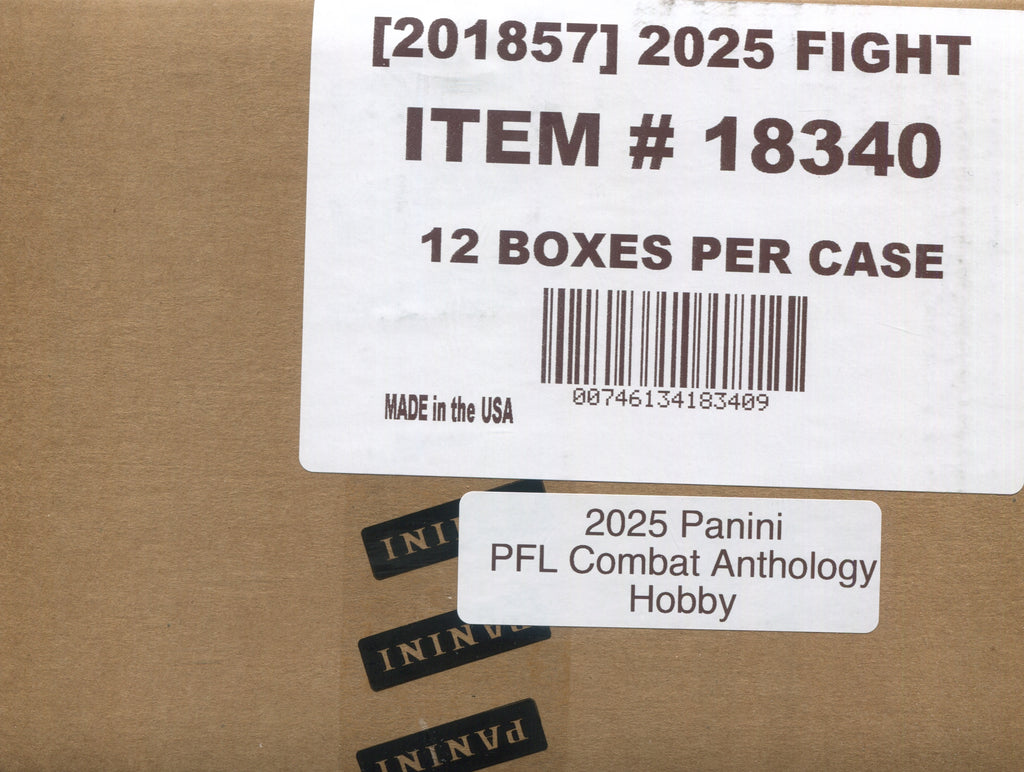 [201857] 2025 FIGHT
ITEM # 18340
12 BOXES PER CASE
00746134183409
MADE in the USA
2025 Panini
PFL Combat Anthology
Hobby
PANINI
PANINI